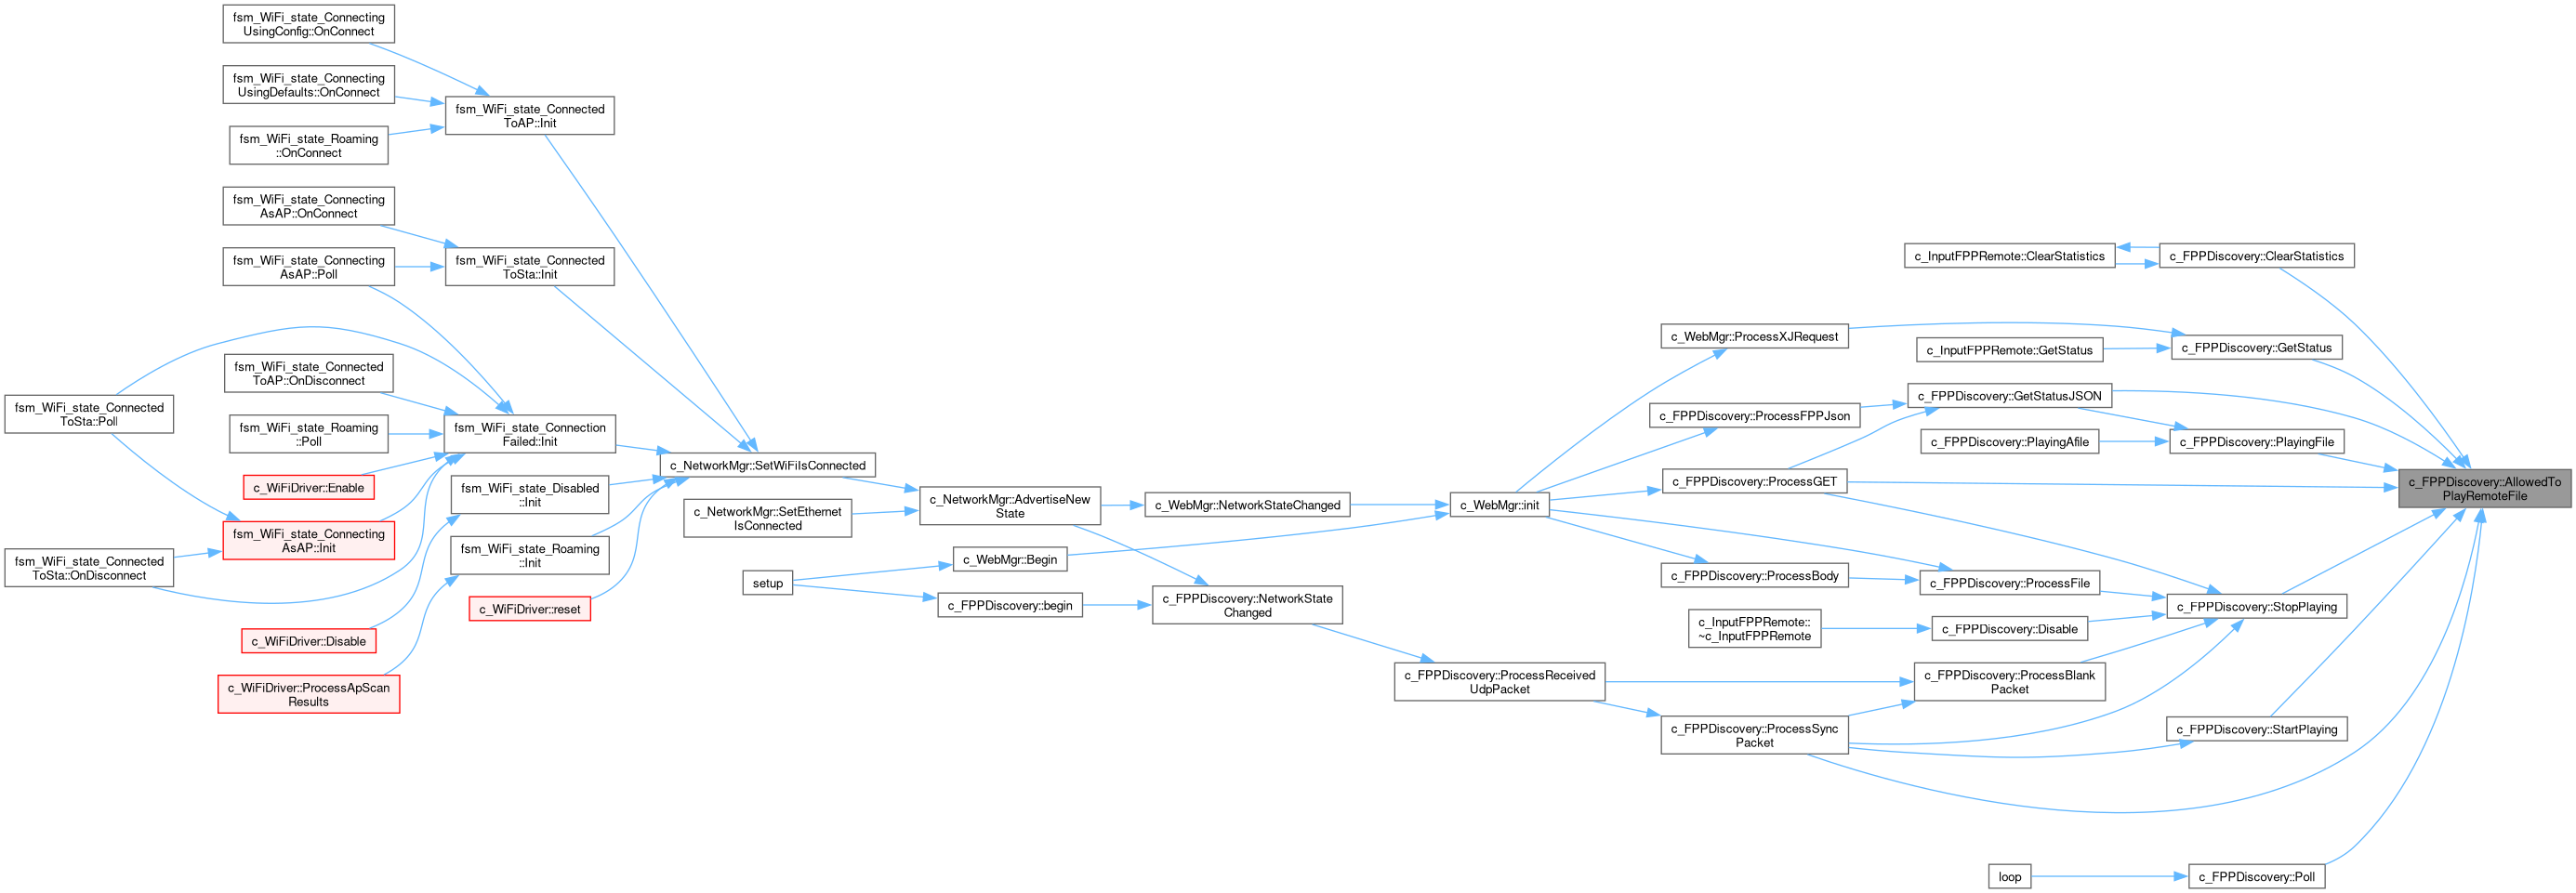 fsm_WiFi_state_Connecting
UsingConfig::OnConnect
fsm_WiFi_state_Connecting
UsingDefaults::OnConnect
fsm_WiFi_state_Roaming
::OnConnect
fsm_WiFi_state_Connected
ToAP::Init
fsm_WiFi_state_Connecting
AsAP::OnConnect
fsm_WiFi_state_Connecting
AsAP::Poll
fsm_WiFi_state_Connected
ToSta::Init
fsm_WiFi_state_Connected
ToSta::Poll
fsm_WiFi_state_Connected
ToAP::OnDisconnect
fsm_WiFi_state_Roaming
::Poll
c_WiFiDriver::Enable
fsm_WiFi_state_Connecting
AsAP::Init
fsm_WiFi_state_Connected
ToSta::OnDisconnect
fsm_WiFi_state_Connection
Failed::Init
fsm_WiFi_state_Disabled
::Init
fsm_WiFi_state_Roaming
::Init
c_WiFiDriver::reset
c_WiFiDriver::Disable
c_WiFiDriver::ProcessApScan
Results
c_NetworkMgr::SetWiFiIsConnected
c_NetworkMgr::SetEthernet
IsConnected
setup
c_NetworkMgr::AdvertiseNew
State
c_WebMgr::Begin
c_FPPDiscovery::begin
c_WebMgr::NetworkStateChanged
c_FPPDiscovery::NetworkState
Changed
c_WebMgr::init
c_FPPDiscovery::ProcessReceived
UdpPacket
c_WebMgr::ProcessXJRequest
c_FPPDiscovery::ProcessFPPJson
c_FPPDiscovery::ProcessGET
c_FPPDiscovery::ProcessBody
c_InputFPPRemote::
~c_InputFPPRemote
c_FPPDiscovery::ProcessSync
Packet
c_InputFPPRemote::ClearStatistics
c_InputFPPRemote::GetStatus
c_FPPDiscovery::GetStatusJSON
c_FPPDiscovery::PlayingAfile
c_FPPDiscovery::ProcessFile
c_FPPDiscovery::Disable
c_FPPDiscovery::ProcessBlank
Packet
loop
c_FPPDiscovery::ClearStatistics
c_FPPDiscovery::GetStatus
c_FPPDiscovery::PlayingFile
c_FPPDiscovery::StopPlaying
c_FPPDiscovery::StartPlaying
c_FPPDiscovery::Poll
c_FPPDiscovery::AllowedTo
PlayRemoteFile